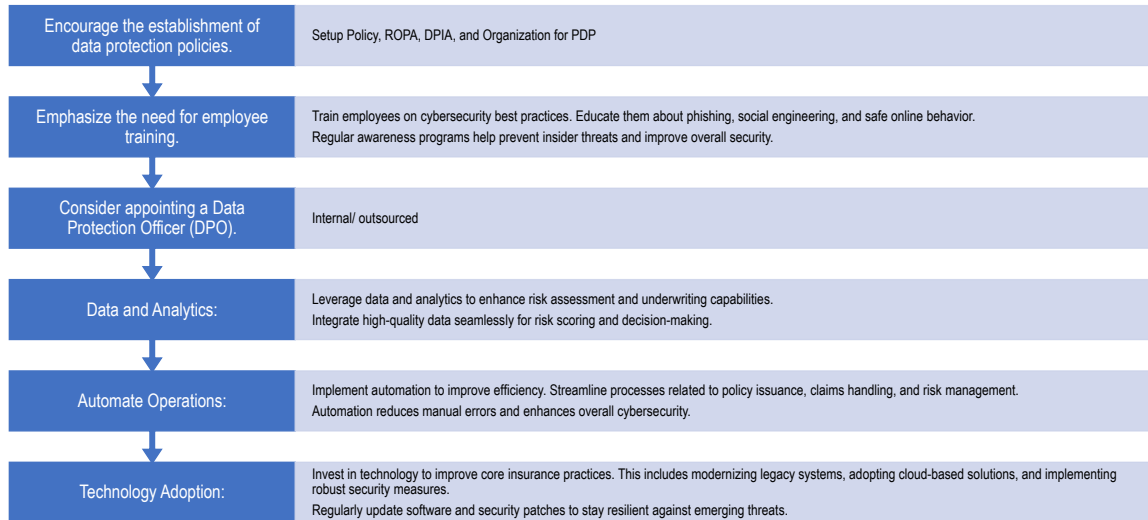 Encourage the establishment of
data protection policies.
Setup Policy, ROPA, DPIA, and Organization for PDP
Emphasize the need for employee
training.
Train employees on cybersecurity best practices. Educate them about phishing, social engineering, and safe online behavior.
Regular awareness programs help prevent insider threats and improve overall security.
Consider appointing a Data
Protection Officer (DPO).
Internal/ outsourced
Data and Analytics:
Leverage data and analytics to enhance risk assessment and underwriting capabilities.
Integrate high-quality data seamlessly for risk scoring and decision-making.
Automate Operations:
Implement automation to improve efficiency. Streamline processes related to policy issuance, claims handling, and risk management.
Automation reduces manual errors and enhances overall cybersecurity.
Technology Adoption:
Invest in technology to improve core insurance practices. This includes modernizing legacy systems, adopting cloud-based solutions, and implementing
robust security measures.
Regularly update software and security patches to stay resilient against emerging threats.